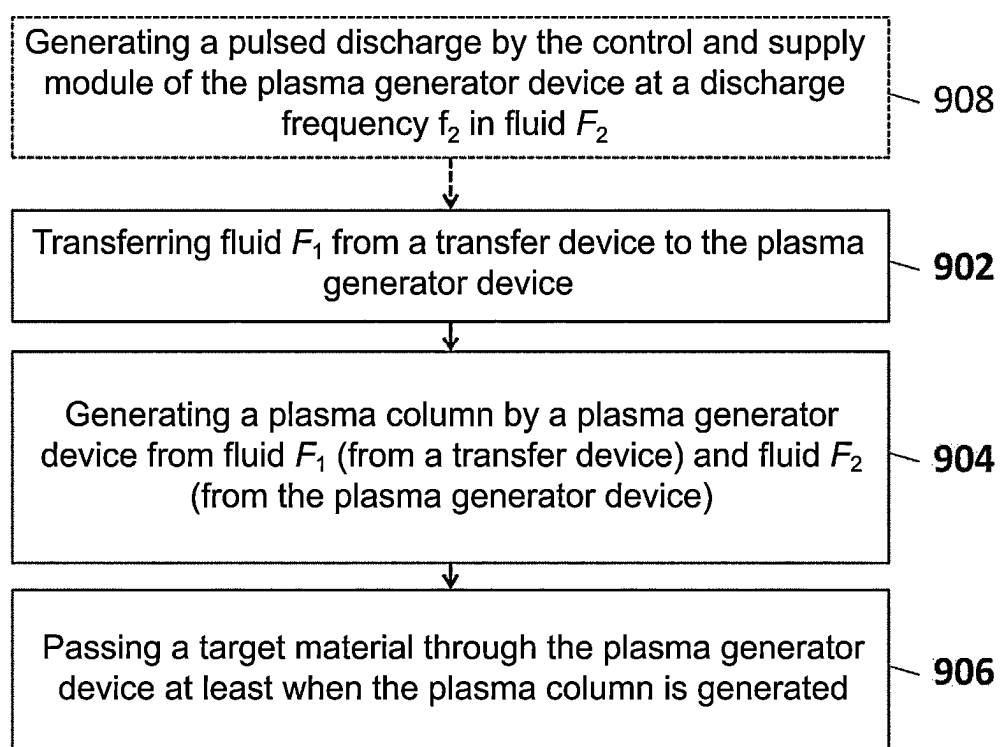 Generating a pulsed discharge by the control and supply
module of the plasma generator device at a discharge
frequency f₂ in fluid F₂
908
Transferring fluid F₁ from a transfer device to the plasma
generator device
902
Generating a plasma column by a plasma generator
device from fluid F₁ (from a transfer device) and fluid F₂
(from the plasma generator device)
904
Passing a target material through the plasma generator
device at least when the plasma column is generated
906